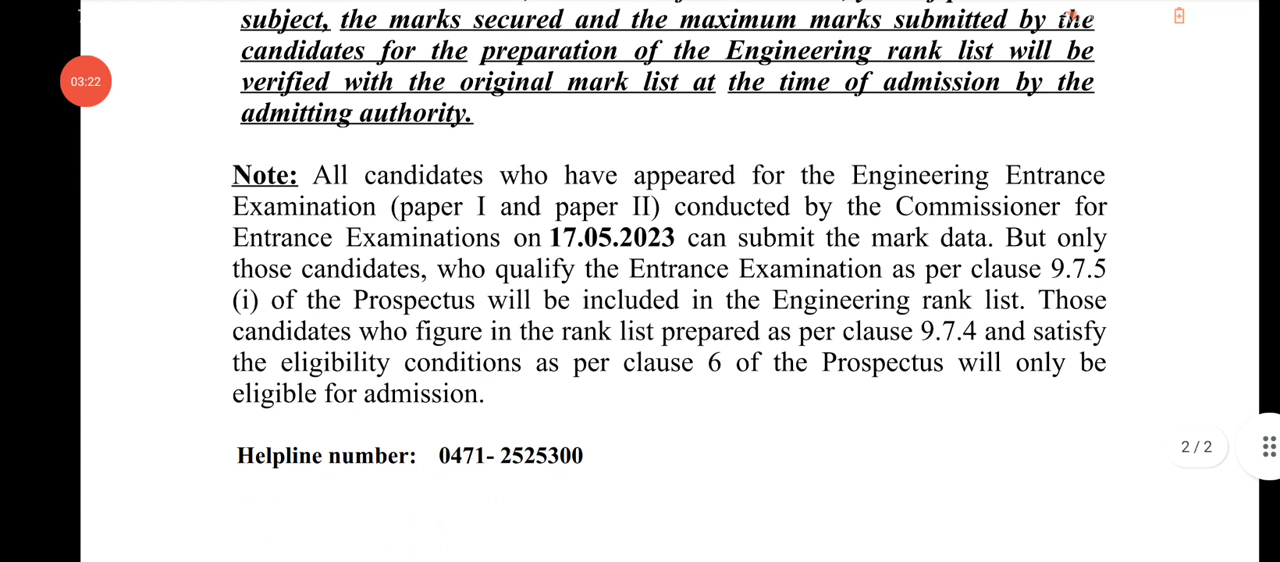 subject, the marks secured and the maximum marks submitted by the
candidates for the preparation of the Engineering rank list will be
verified with the original mark list at the time of admission by the
admitting authority.
03:22
Note: All candidates who have appeared for the Engineering Entrance
Examination (paper I and paper II) conducted by the Commissioner for
Entrance Examinations on 17.05.2023 can submit the mark data. But only
those candidates, who qualify the Entrance Examination as per clause 9.7.5
(i) of the Prospectus will be included in the Engineering rank list. Those
candidates who figure in the rank list prepared as per clause 9.7.4 and satisfy
the eligibility conditions as per clause 6 of the Prospectus will only be
eligible for admission.
Helpline number: 0471- 2525300
2 / 2